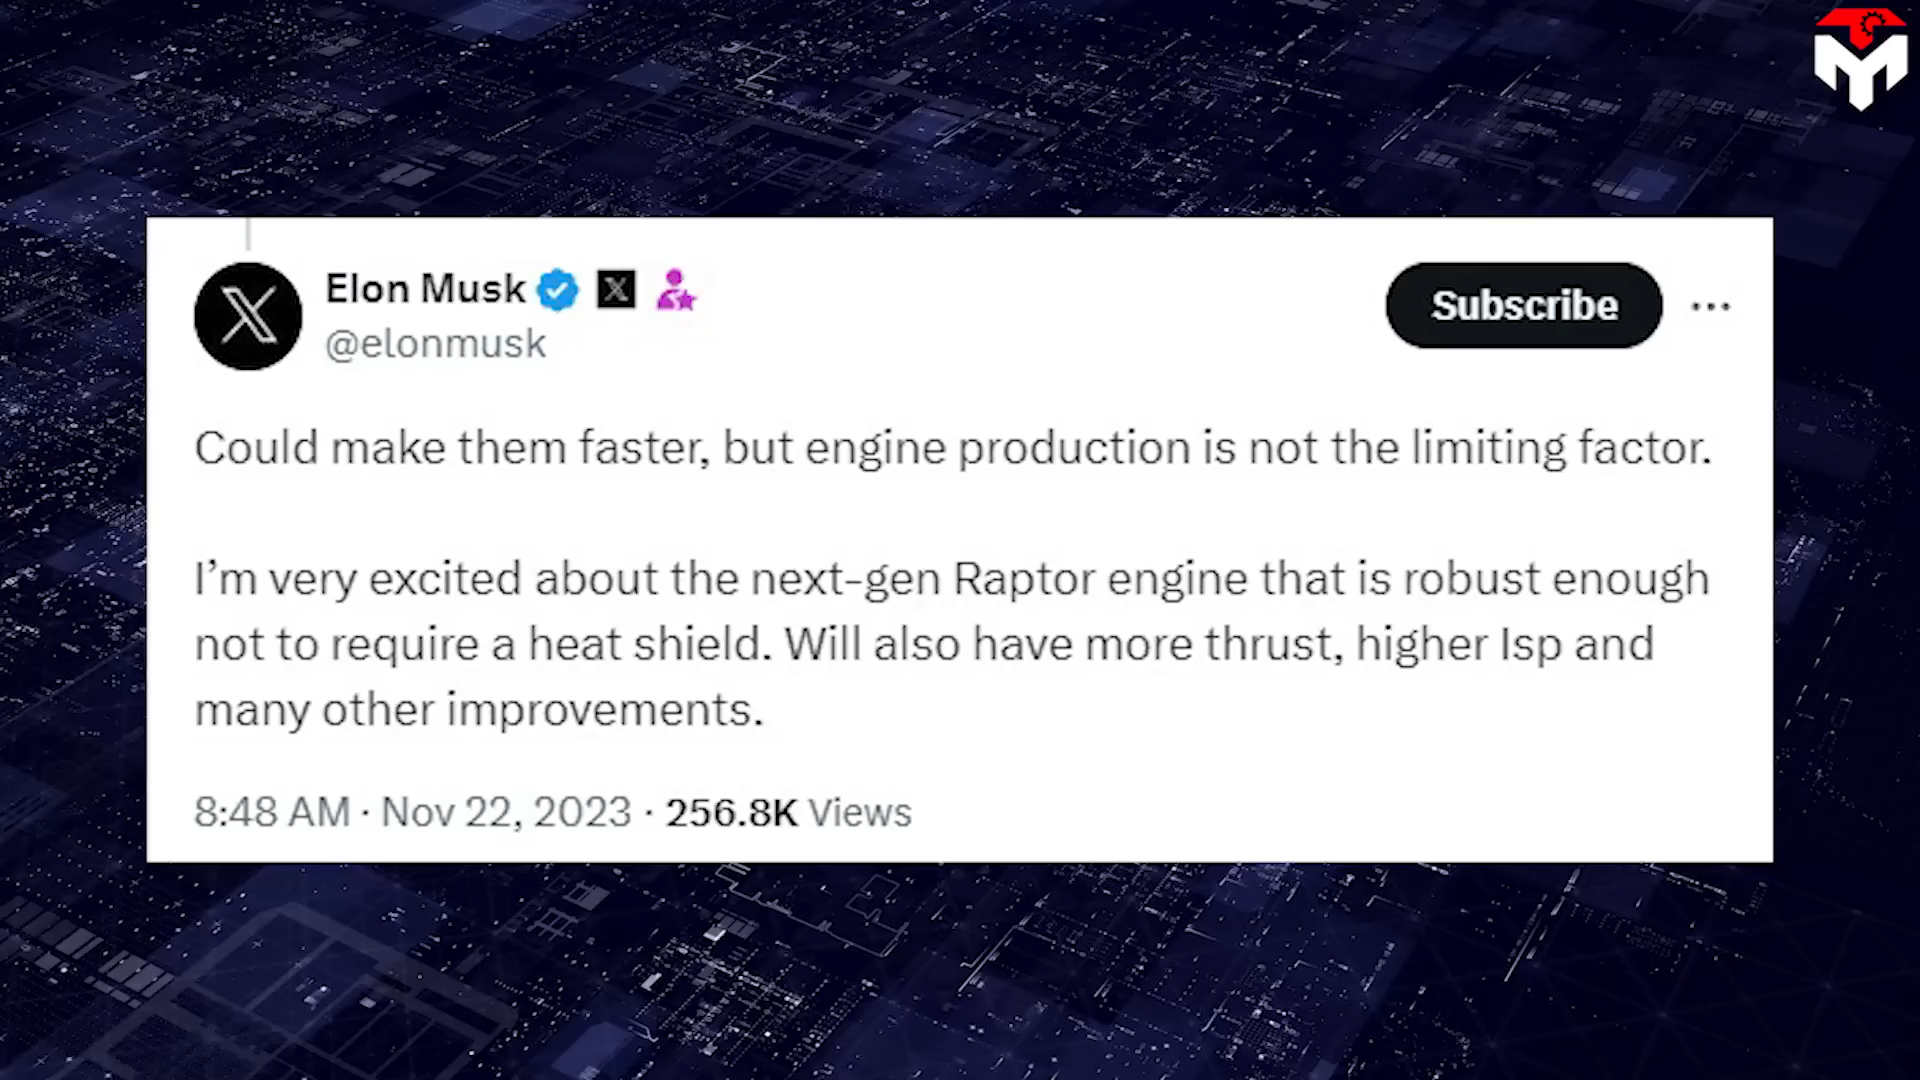 Elon Musk
@elonmusk
Subscribe
Could make them faster, but engine production is not the limiting factor.
I’m very excited about the next-gen Raptor engine that is robust enough
not to require a heat shield. Will also have more thrust, higher Isp and
many other improvements.
8:48 AM · Nov 22, 2023 · 256.8K Views